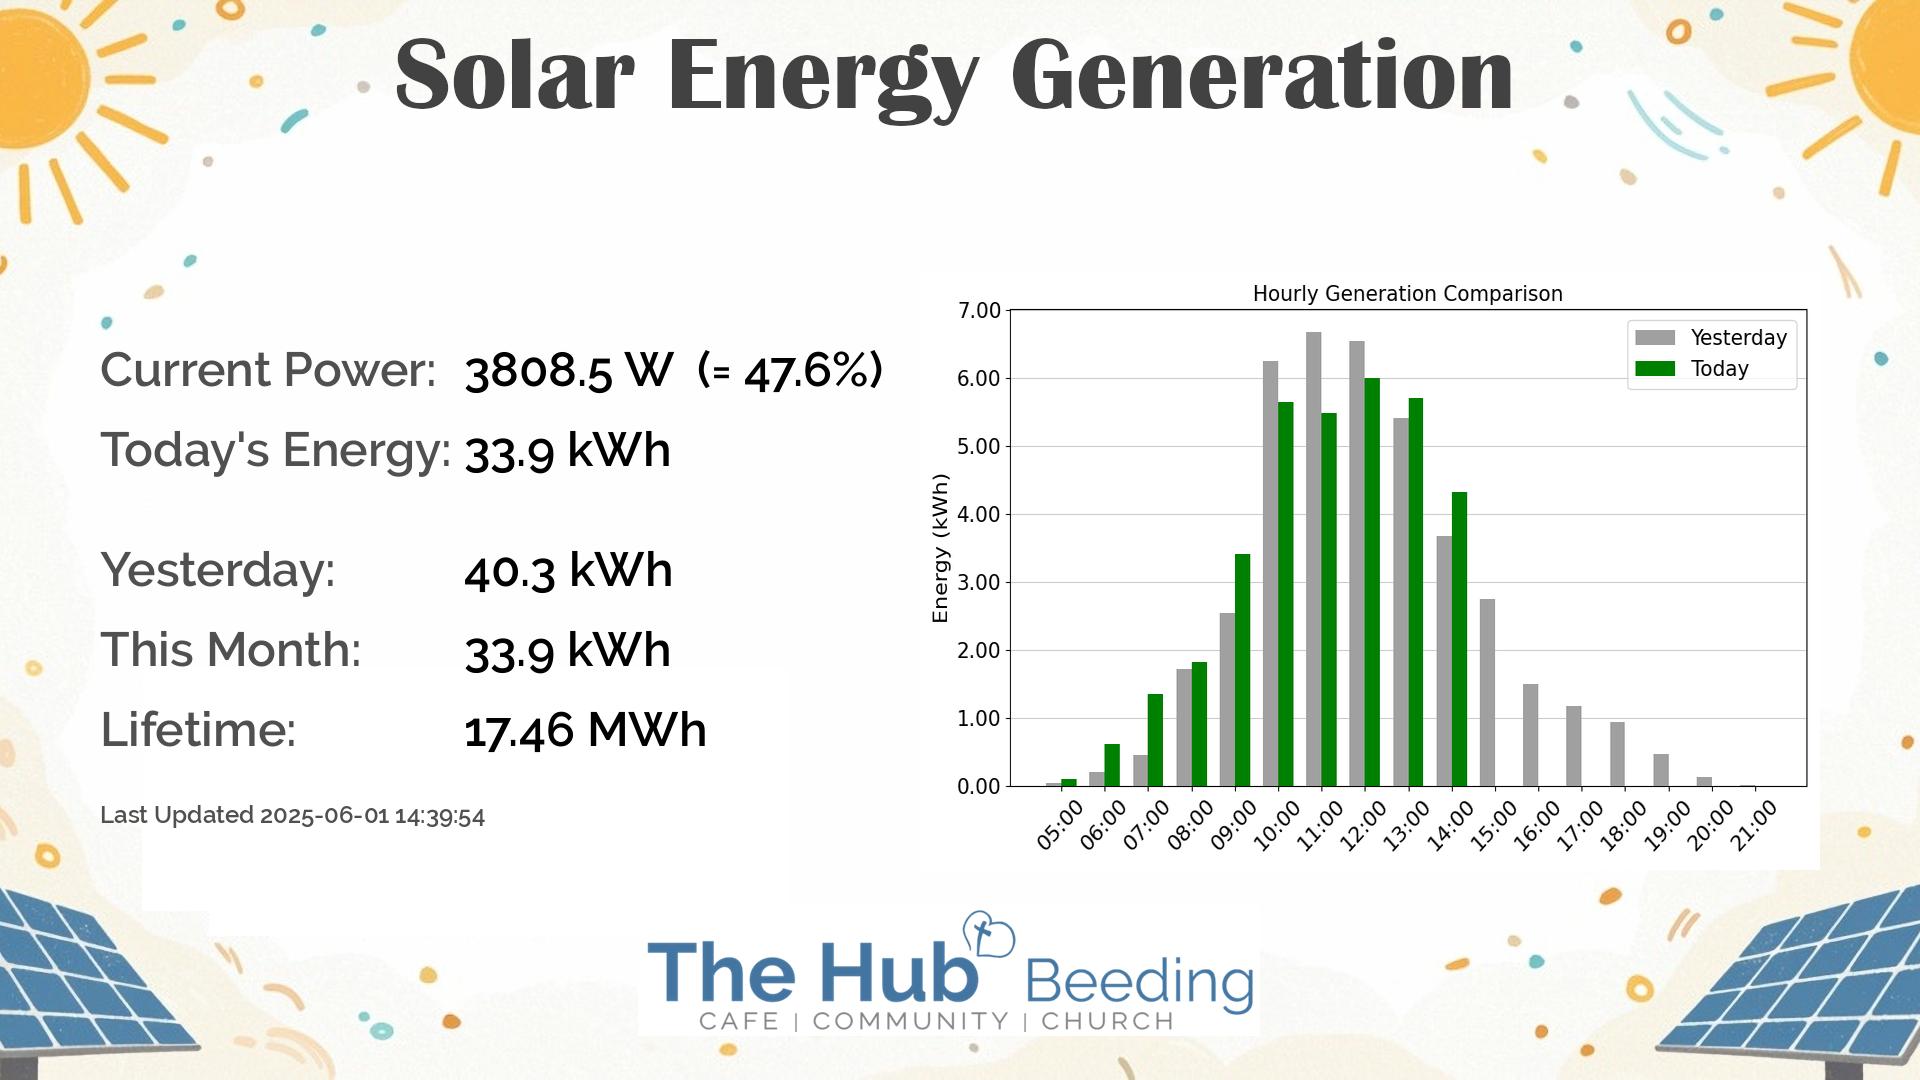 Solar Energy Generation
Current Power: 3808.5 W (= 47.6%)
Today's Energy: 33.9 kWh
Yesterday: 40.3 kWh
This Month: 33.9 kWh
Lifetime: 17.46 MWh
Last Updated 2025-06-01 14:39:54
Hourly Generation Comparison
Yesterday
Today
Energy (kWh)
7.00
6.00
5.00
4.00
3.00
2.00
1.00
0.00
05:00 06:00 07:00 08:00 09:00 10:00 11:00 12:00 13:00 14:00 15:00 16:00 17:00 18:00 19:00 20:00 21:00
The Hub Beeding
CAFE | COMMUNITY | CHURCH